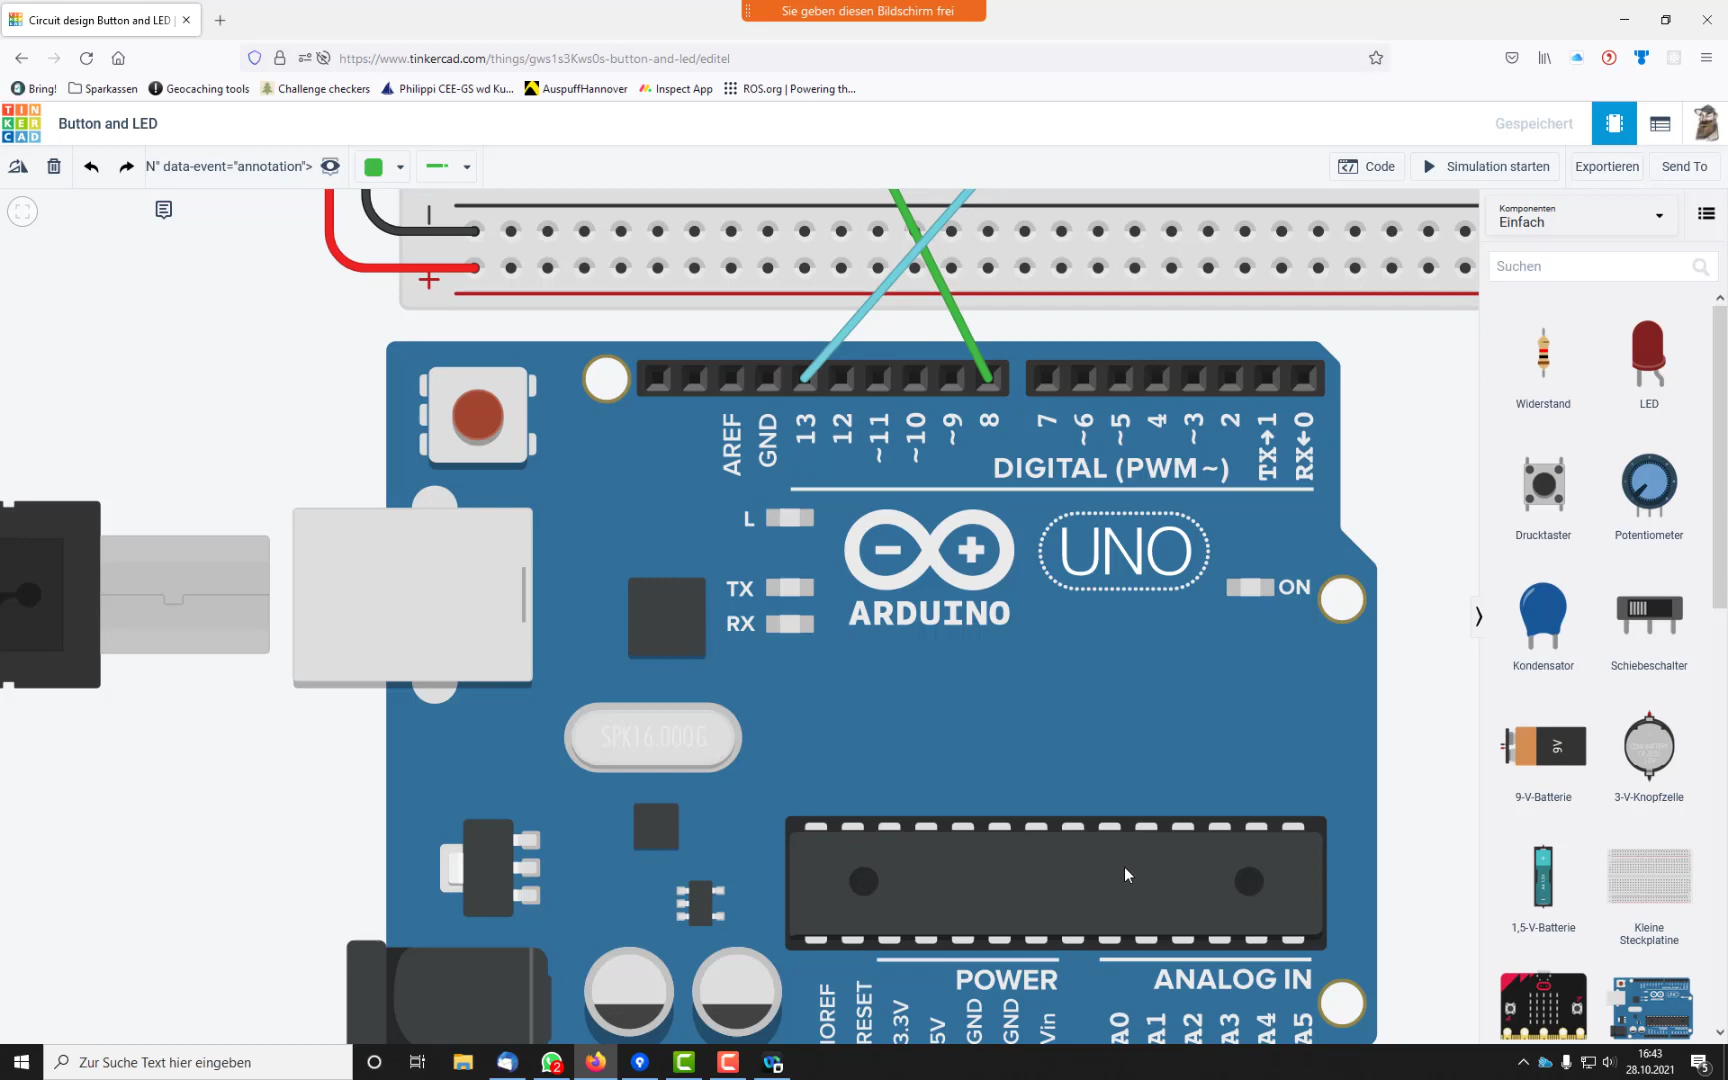 Circuit design Button and LED |
Sie geben diesen Bildschirm frei
https://www.tinkercad.com/things/gws1s3Kws0s-button-and-led/editel
Bring!
Sparkassen
Geocaching tools
Challenge checkers
Philippi CEE-GS wd Ku...
AuspuffHannover
Inspect App
ROS.org | Powering th...
TIN
KER
CAD
Button and LED
Gespeichert
N" data-event="annotation">
Code
Simulation starten
Exportieren
Send To
Komponenten
Einfach
Suchen
Widerstand
LED
Drucktaster
Potentiometer
Kondensator
Schiebeschalter
9V
9-V-Batterie
3-V-Knopfzelle
1,5-V-Batterie
Kleine
Steckplatine
AREF
GND
13
12
~11
~10
~9
8
7
~6
~5
4
~3
2
TX→1
RX←0
DIGITAL (PWM~)
L
TX
RX
UNO
ON
ARDUINO
SPK16.000G
POWER
ANALOG IN
IOREF
RESET
3.3V
5V
GND
GND
Vin
A0
A1
A2
A3
A4
A5
Zur Suche Text hier eingeben
2
16:43
28.10.2021
5